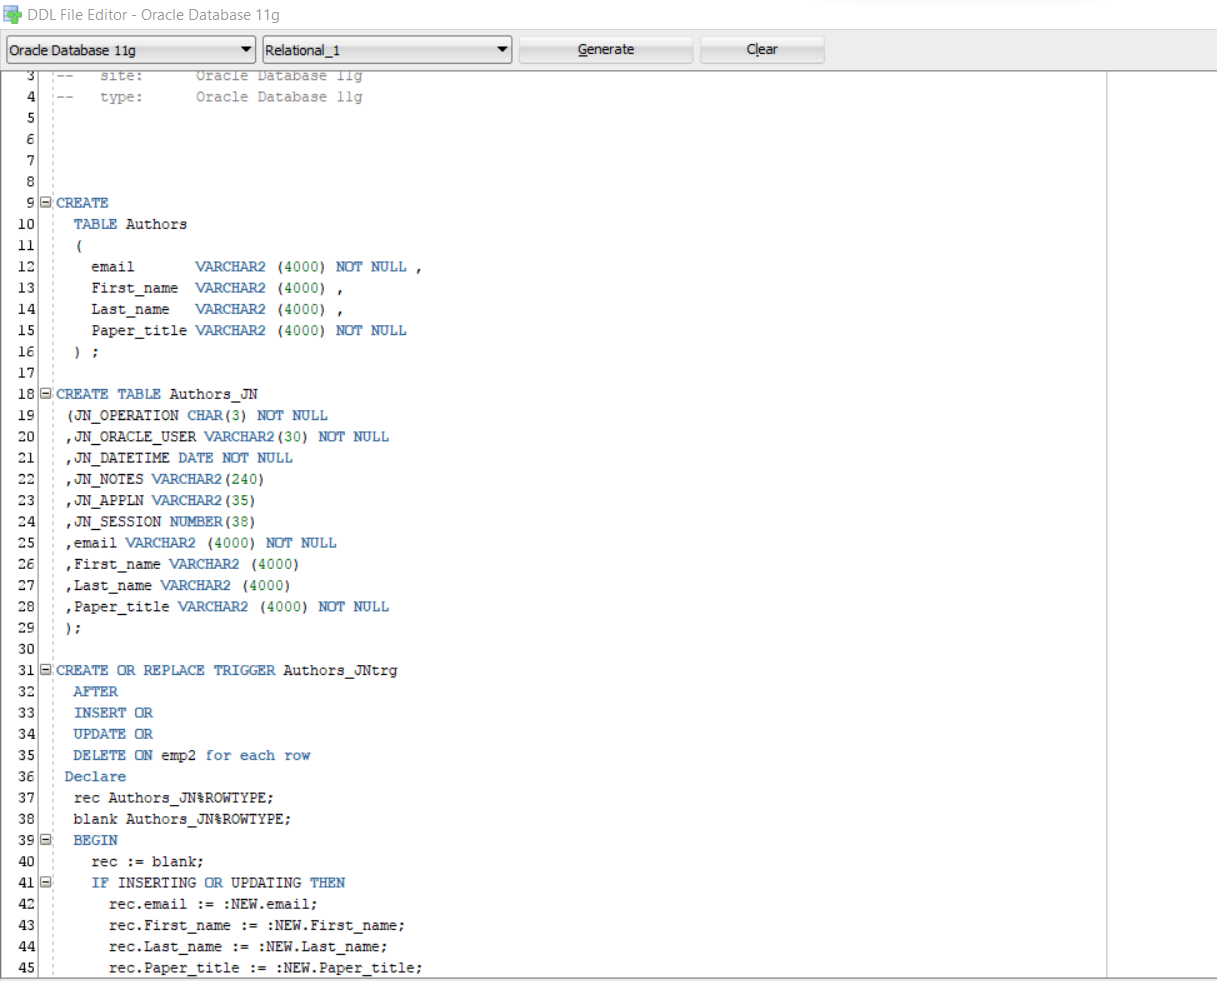 DDL File Editor - Oracle Database 11g
Oracle Database 11g Relational_1 Generate Clear
3 -- site: Oracle Database 11g
4 -- type: Oracle Database 11g
5
6
7
8
9 CREATE
10 TABLE Authors
11 (
12 email VARCHAR2 (4000) NOT NULL ,
13 First_name VARCHAR2 (4000) ,
14 Last_name VARCHAR2 (4000) ,
15 Paper_title VARCHAR2 (4000) NOT NULL
16 ) ;
17
18 CREATE TABLE Authors_JN
19 (JN_OPERATION CHAR(3) NOT NULL
20 ,JN_ORACLE_USER VARCHAR2(30) NOT NULL
21 ,JN_DATETIME DATE NOT NULL
22 ,JN_NOTES VARCHAR2(240)
23 ,JN_APPLN VARCHAR2(35)
24 ,JN_SESSION NUMBER(38)
25 ,email VARCHAR2 (4000) NOT NULL
26 ,First_name VARCHAR2 (4000)
27 ,Last_name VARCHAR2 (4000)
28 ,Paper_title VARCHAR2 (4000) NOT NULL
29 );
30
31 CREATE OR REPLACE TRIGGER Authors_JNtrg
32 AFTER
33 INSERT OR
34 UPDATE OR
35 DELETE ON emp2 for each row
36 Declare
37 rec Authors_JN%ROWTYPE;
38 blank Authors_JN%ROWTYPE;
39 BEGIN
40 rec := blank;
41 IF INSERTING OR UPDATING THEN
42 rec.email := :NEW.email;
43 rec.First_name := :NEW.First_name;
44 rec.Last_name := :NEW.Last_name;
45 rec.Paper_title := :NEW.Paper_title;